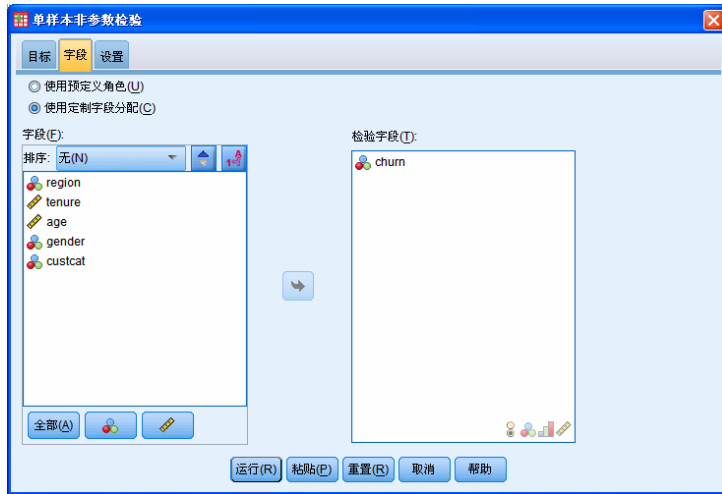 单样本非参数检验
目标 字段 设置
使用预定义角色(U)
使用定制字段分配(C)
字段(F):
排序: 无(N)
region
tenure
age
gender
custcat
全部(A)
检验字段(T):
churn
运行(R) 粘贴(P) 重置(R) 取消 帮助